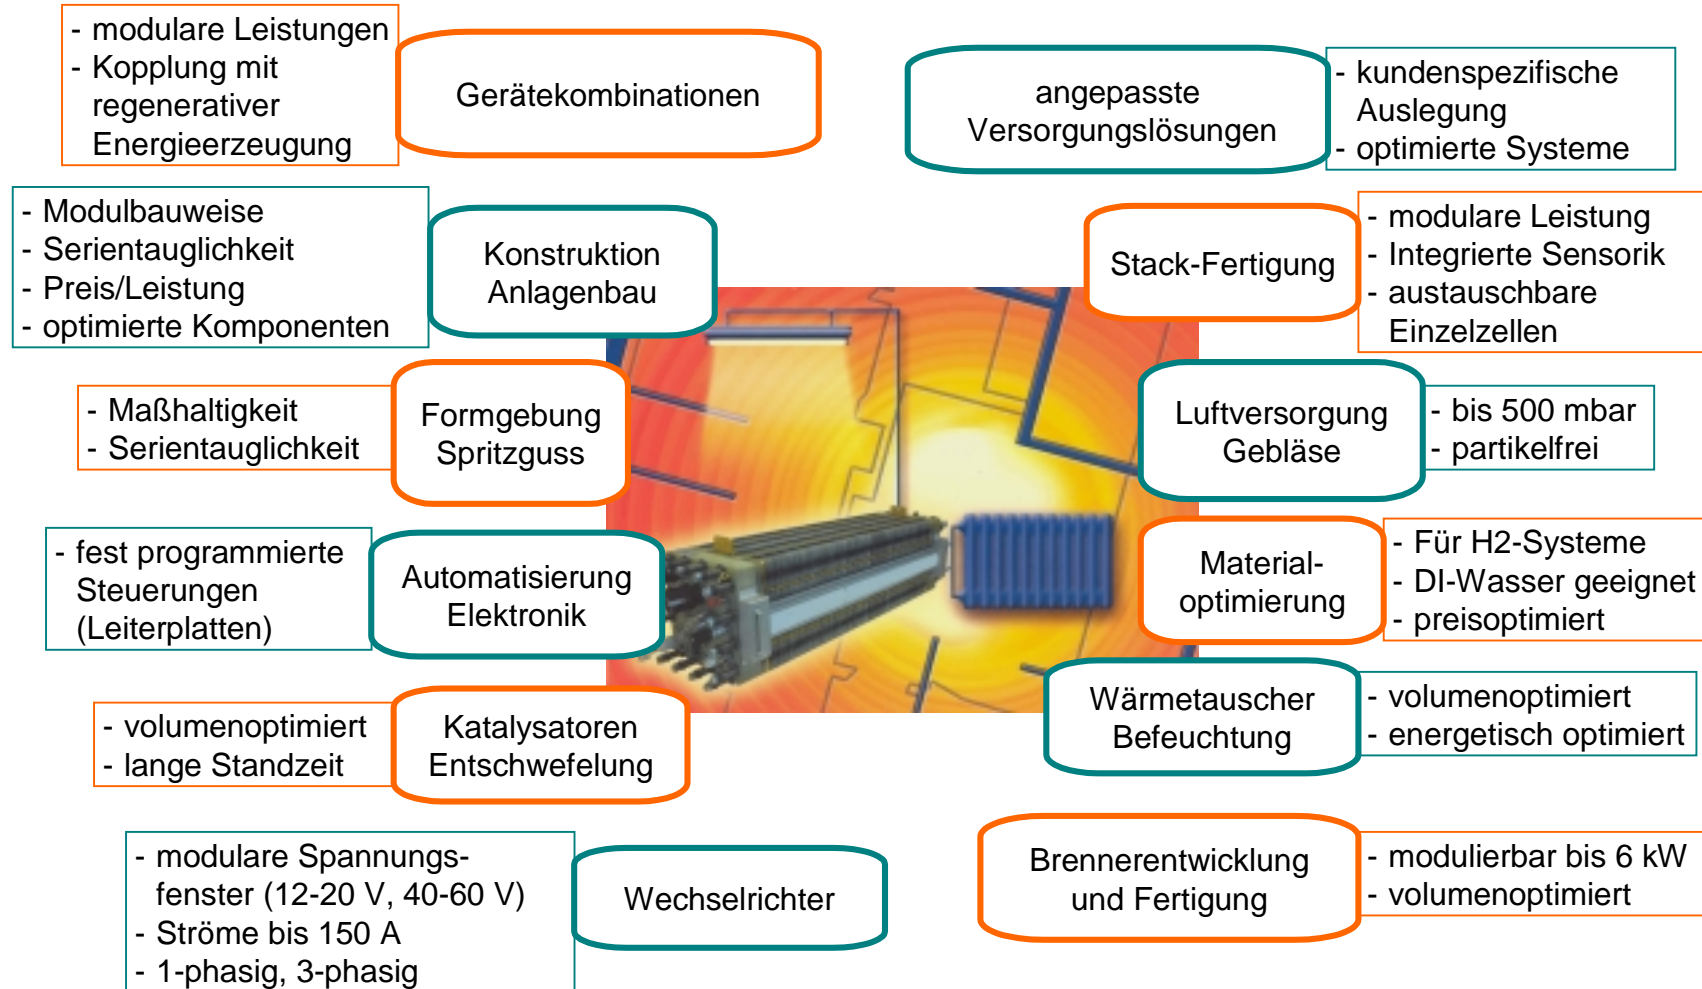 - modulare Leistungen
- Kopplung mit
regenerativer
Energieerzeugung
Gerätekombinationen
angepasste
Versorgungslösungen
- kundenspezifische
Auslegung
- optimierte Systeme
- Modulbauweise
- Serientauglichkeit
- Preis/Leistung
- optimierte Komponenten
Konstruktion
Anlagenbau
Stack-Fertigung
- modulare Leistung
- Integrierte Sensorik
- austauschbare
Einzelzellen
- Maßhaltigkeit
- Serientauglichkeit
Formgebung
Spritzguss
Luftversorgung
Gebläse
- bis 500 mbar
- partikelfrei
- fest programmierte
Steuerungen
(Leiterplatten)
Automatisierung
Elektronik
Material-
optimierung
- Für H2-Systeme
- DI-Wasser geeignet
- preisoptimiert
- volumenoptimiert
- lange Standzeit
Katalysatoren
Entschwefelung
Wärmetauscher
Befeuchtung
- volumenoptimiert
- energetisch optimiert
- modulare Spannungs-
fenster (12-20 V, 40-60 V)
- Ströme bis 150 A
- 1-phasig, 3-phasig
Wechselrichter
Brennerentwicklung
und Fertigung
- modulierbar bis 6 kW
- volumenoptimiert